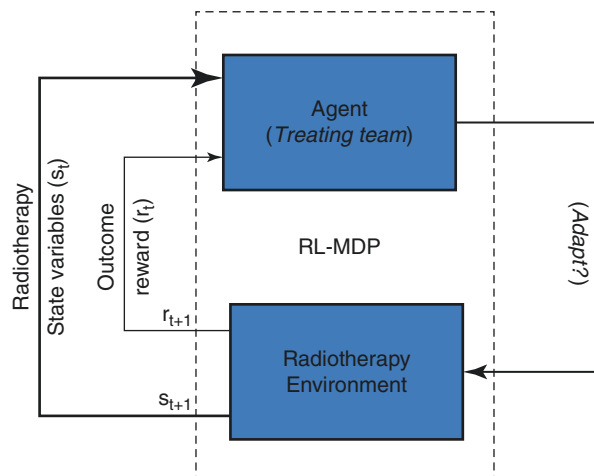 Agent
(Treating team)
Radiotherapy
State variables (sₜ)
Outcome
reward (rₜ)
RL-MDP
(Adapt?)
rₜ₊₁
Radiotherapy
Environment
sₜ₊₁